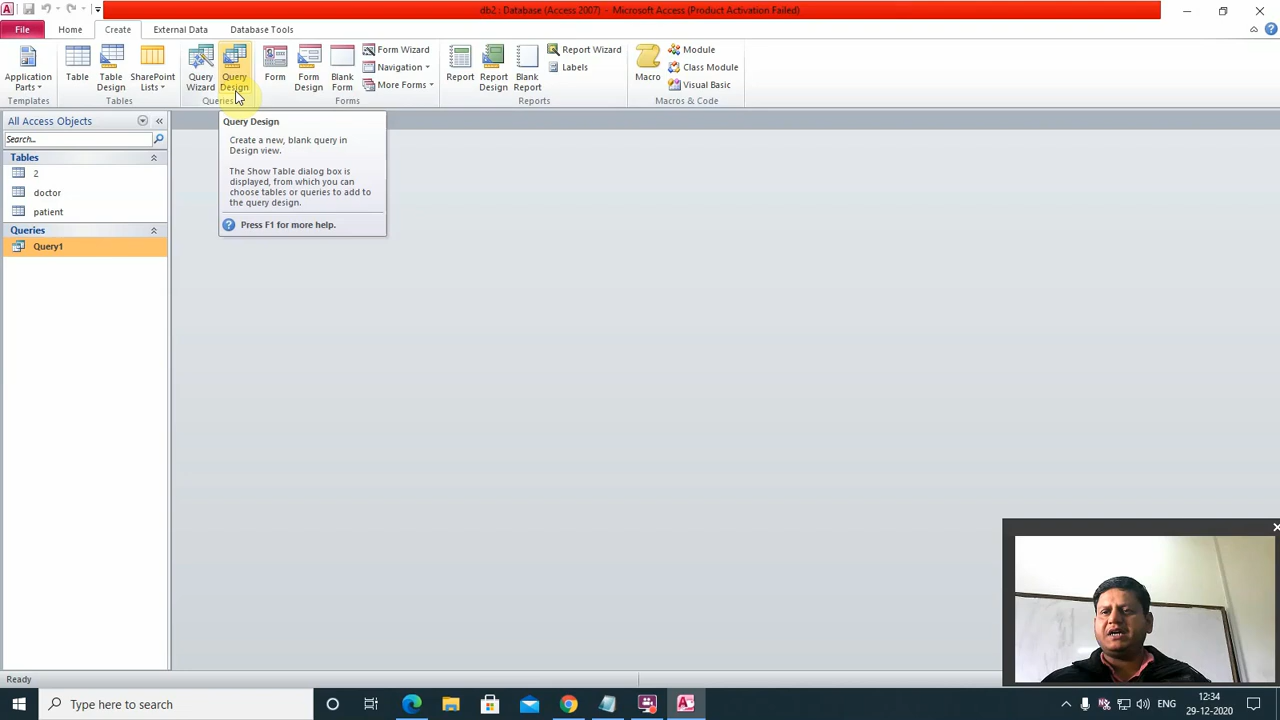 db2 : Database (Access 2007) - Microsoft Access (Product Activation Failed)
File Home Create External Data Database Tools
Application Parts
Table
Table Design
SharePoint Lists
Query Wizard
Query Design
Form
Form Design
Blank Form
Form Wizard
Navigation
More Forms
Report
Report Design
Blank Report
Report Wizard
Labels
Macro
Module
Class Module
Visual Basic
Templates Tables Queries Forms Reports Macros & Code
All Access Objects
Search...
Tables
2
doctor
patient
Queries
Query1
Query Design
Create a new, blank query in
Design view.
The Show Table dialog box is
displayed, from which you can
choose tables or queries to add to
the query design.
Press F1 for more help.
Ready
Type here to search
ENG
12:34
29-12-2020